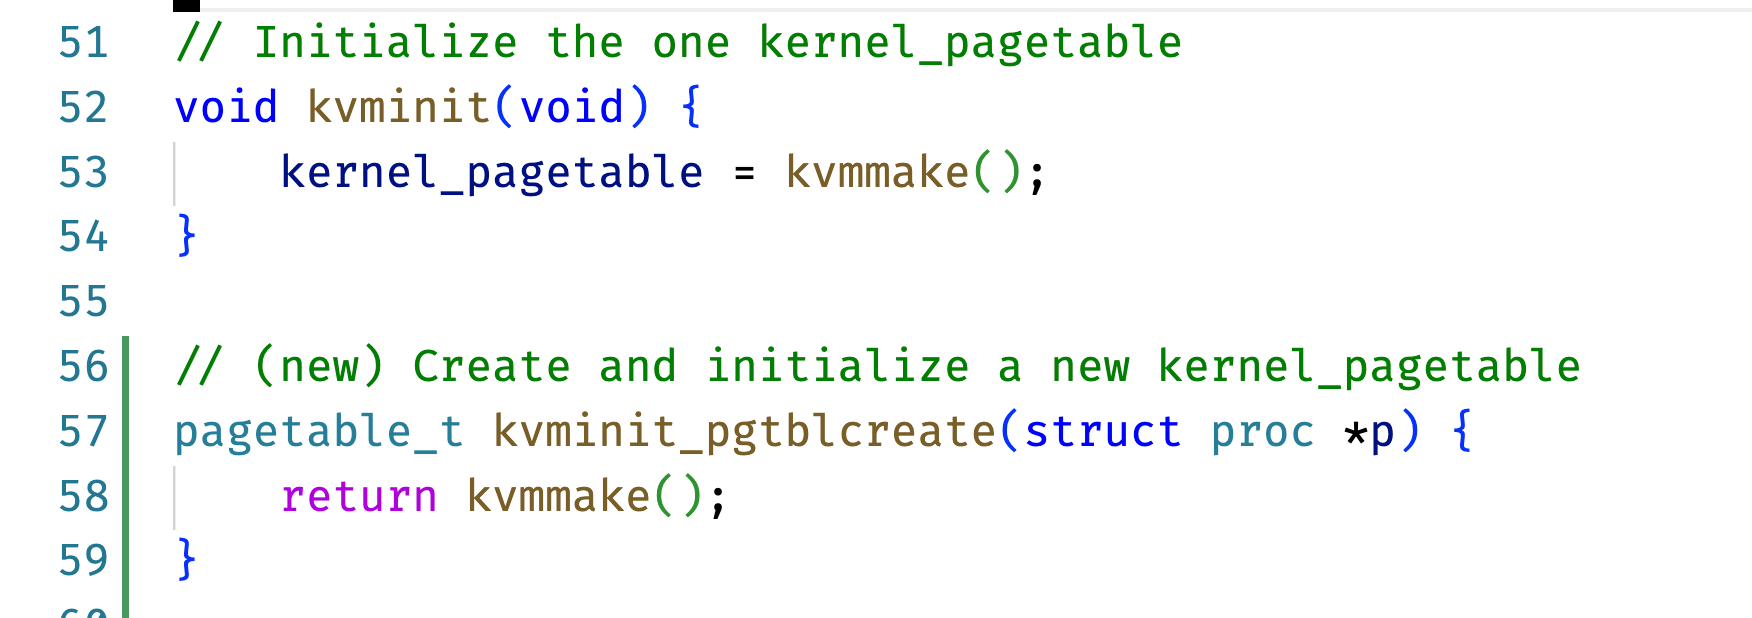 51 // Initialize the one kernel_pagetable
52 void kvminit(void) {
53     kernel_pagetable = kvmmake();
54 }
55
56 // (new) Create and initialize a new kernel_pagetable
57 pagetable_t kvminit_pgtblcreate(struct proc *p) {
58     return kvmmake();
59 }